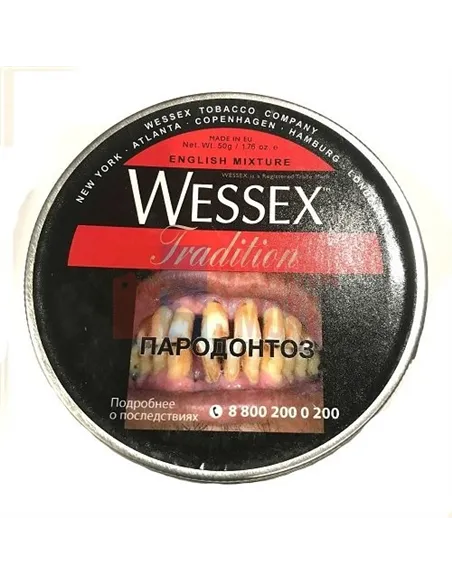 WESSEX TOBACCO COMPANY
NEW YORK · ATLANTA · COPENHAGEN · HAMBURG · LONDON
MADE IN EU
Net. Wt. 50g / 1.76 oz. e
ENGLISH MIXTURE
WESSEX is a Registered Trade Mark
WESSEX
Tradition
ПАРОДОНТОЗ
Подробнее
о последствиях
8 800 200 0 200